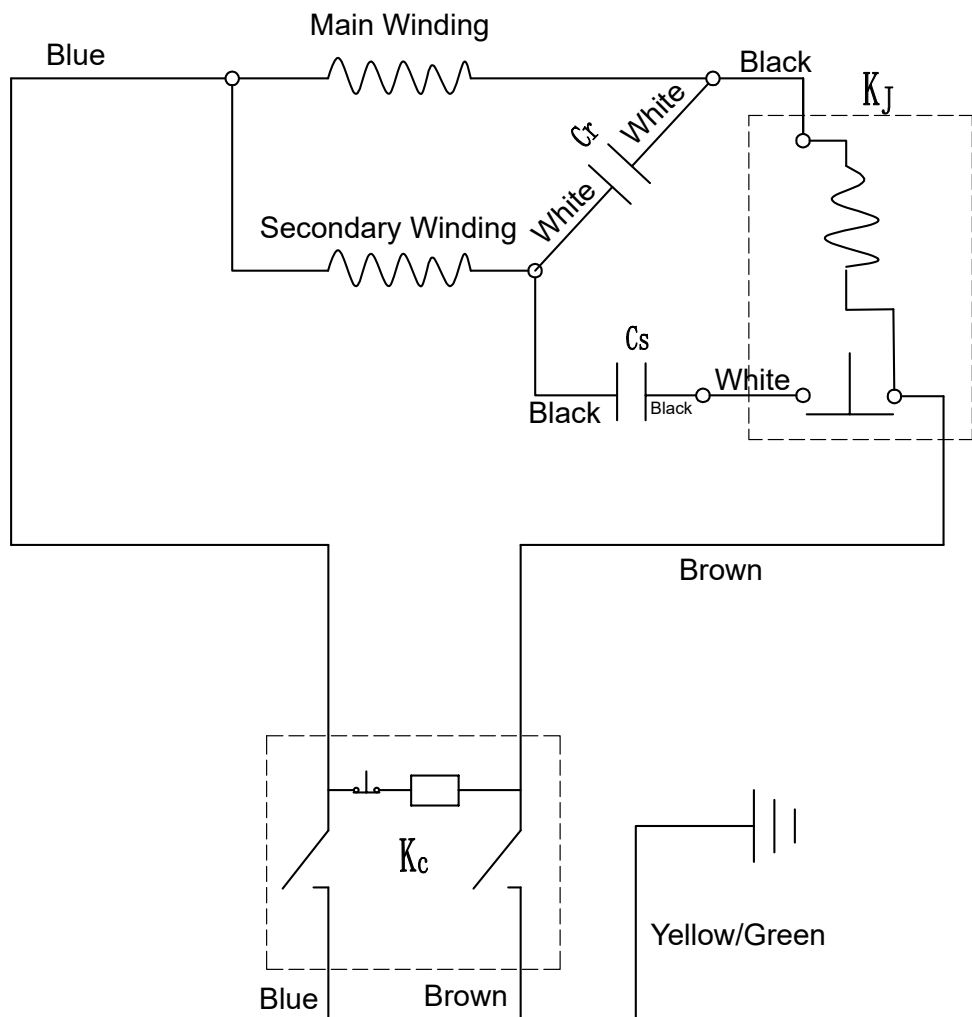 Main Winding
Blue
Black
K_J
White
Cr
White
Secondary Winding
Cs
White
Black
Black
Brown
Kc
Yellow/Green
Blue
Brown